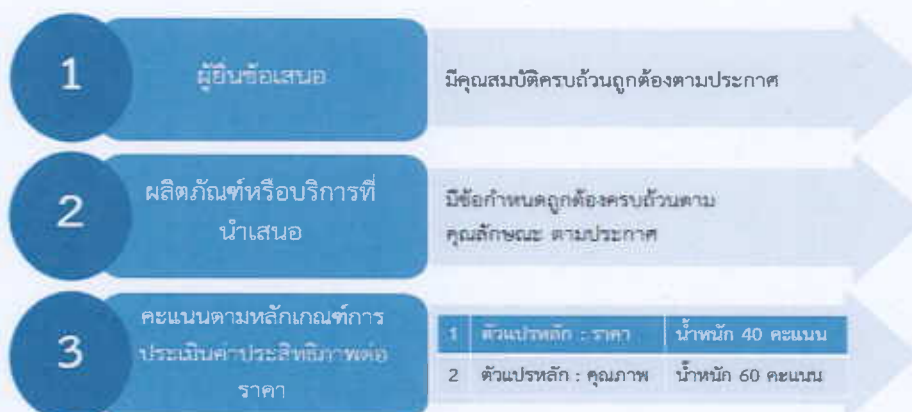 1
ผู้ยื่นข้อเสนอ
มีคุณสมบัติครบถ้วนถูกต้องตามประกาศ
2
ผลิตภัณฑ์หรือบริการที่
นำเสนอ
มีข้อกำหนดถูกต้องครบถ้วนตาม
คุณลักษณะ ตามประกาศ
3
คะแนนตามหลักเกณฑ์การ
ประเมินค่าประสิทธิภาพต่อ
ราคา
1 ตัวแปรหลัก : ราคา น้ำหนัก 40 คะแนน
2 ตัวแปรหลัก : คุณภาพ น้ำหนัก 60 คะแนน